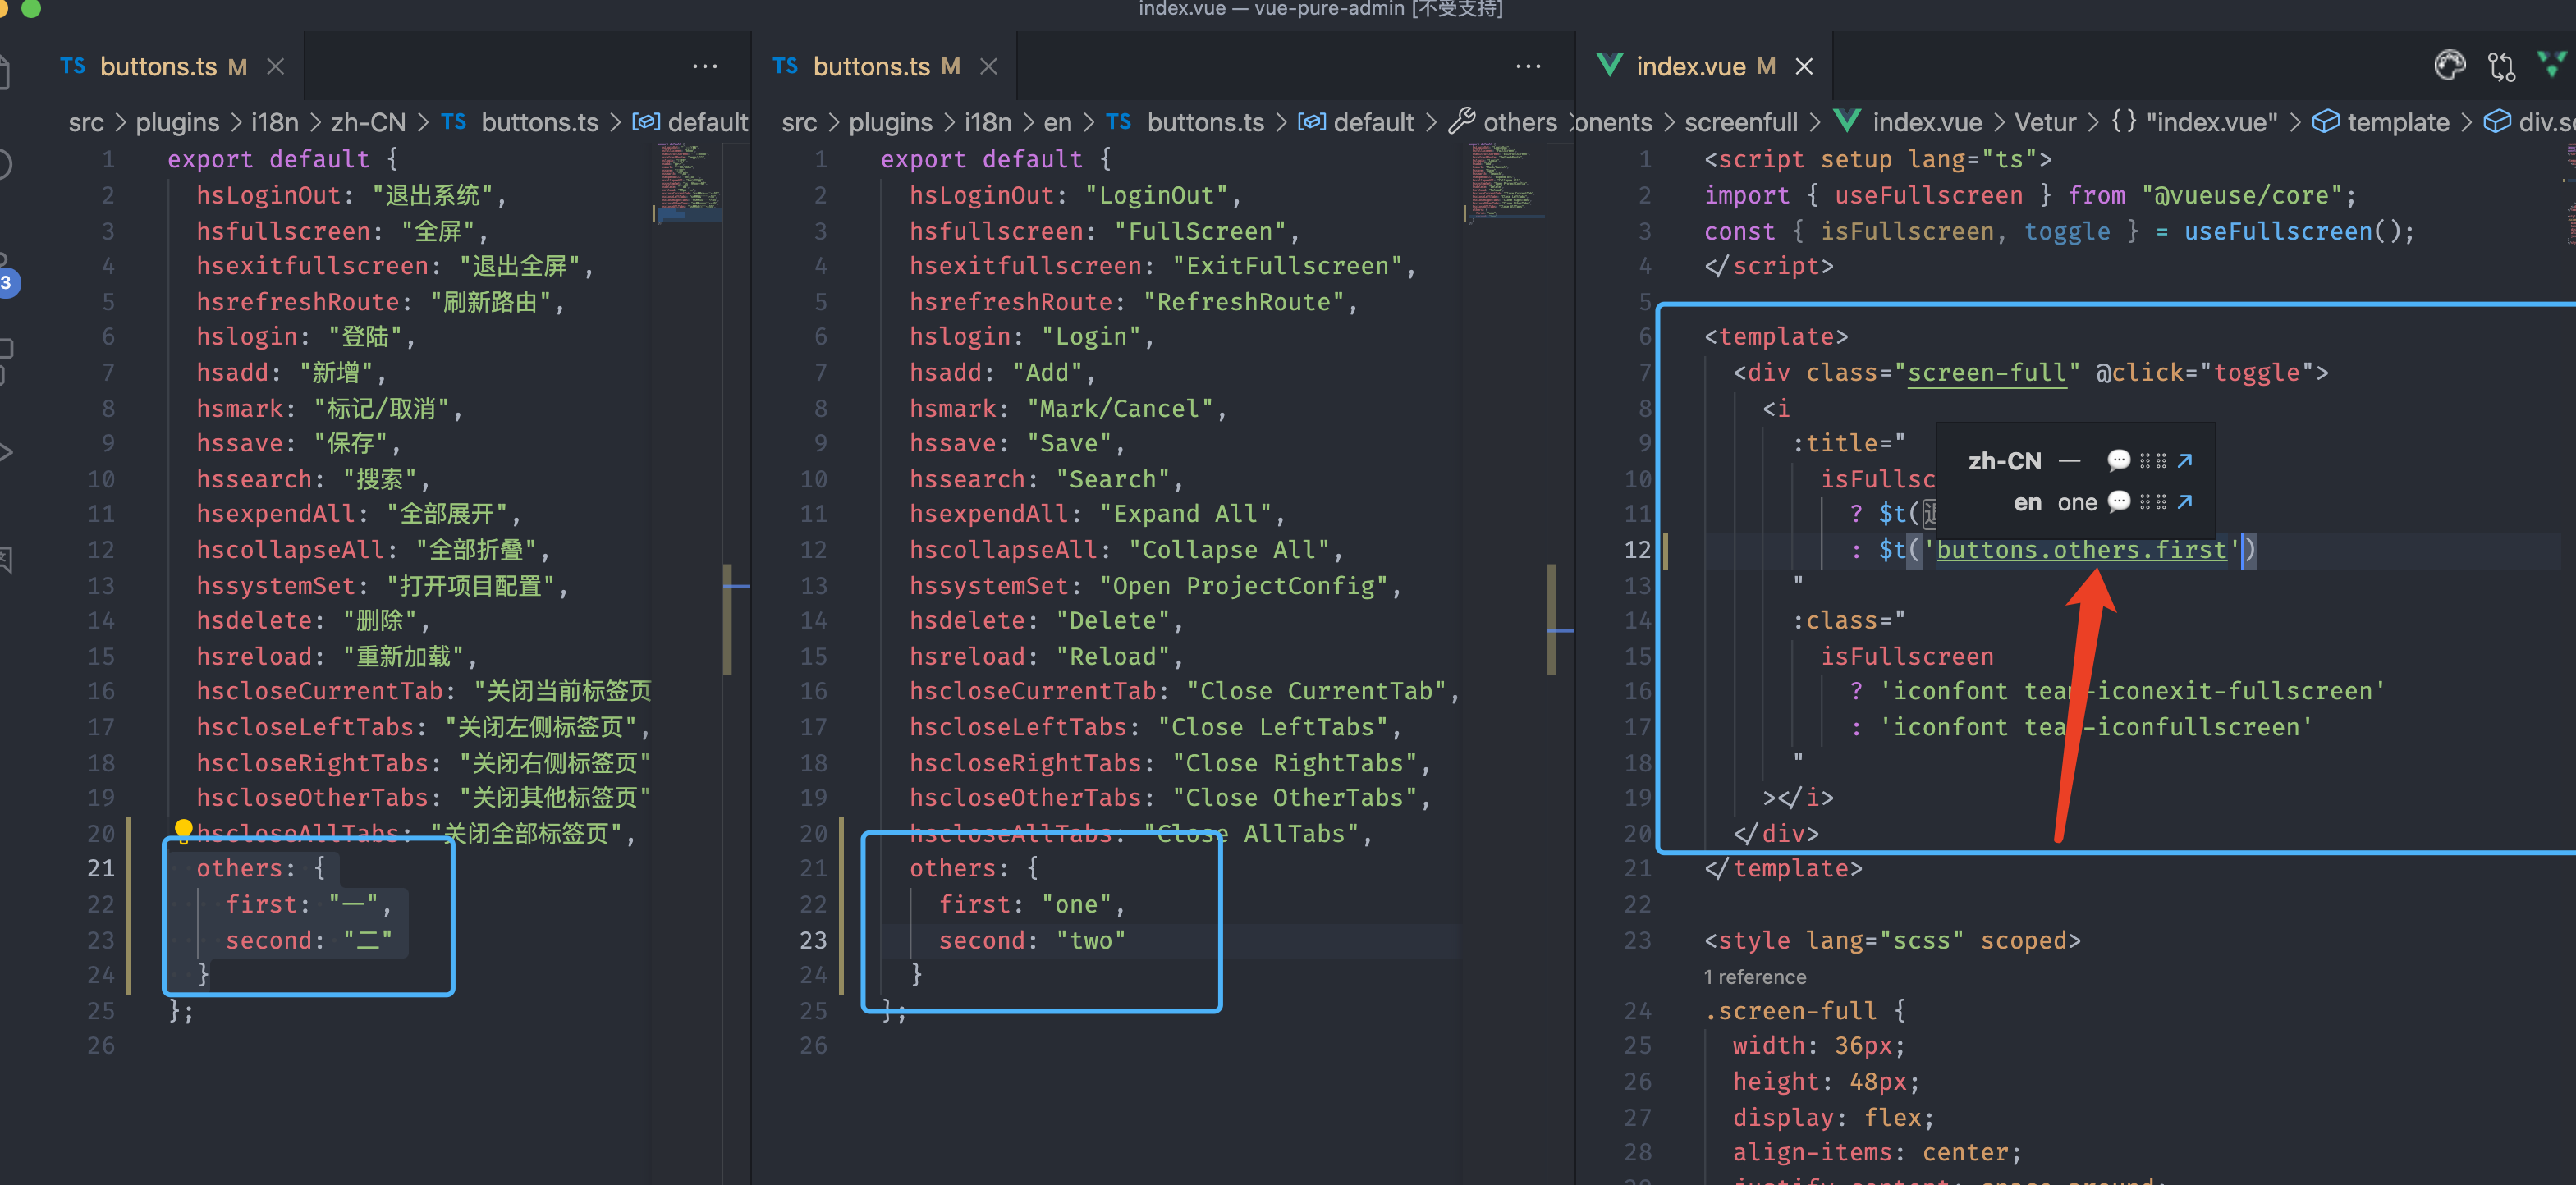 index.vue — vue-pure-admin [不受支持]
TS buttons.ts M
src > plugins > i18n > zh-CN > TS buttons.ts > default
1 export default {
2 hsLoginOut: "退出系统",
3 hsfullscreen: "全屏",
4 hsexitfullscreen: "退出全屏",
5 hsrefreshRoute: "刷新路由",
6 hslogin: "登陆",
7 hsadd: "新增",
8 hsmark: "标记/取消",
9 hssave: "保存",
10 hssearch: "搜索",
11 hsexpendAll: "全部展开",
12 hscollapseAll: "全部折叠",
13 hssystemSet: "打开项目配置",
14 hsdelete: "删除",
15 hsreload: "重新加载",
16 hscloseCurrentTab: "关闭当前标签页
17 hscloseLeftTabs: "关闭左侧标签页",
18 hscloseRightTabs: "关闭右侧标签页"
19 hscloseOtherTabs: "关闭其他标签页"
20 hscloseAllTabs: "关闭全部标签页",
21 others: {
22 first: "一",
23 second: "二"
24 }
25 };
26
3
TS buttons.ts M
src > plugins > i18n > en > TS buttons.ts > default > others
1 export default {
2 hsLoginOut: "LoginOut",
3 hsfullscreen: "FullScreen",
4 hsexitfullscreen: "ExitFullscreen",
5 hsrefreshRoute: "RefreshRoute",
6 hslogin: "Login",
7 hsadd: "Add",
8 hsmark: "Mark/Cancel",
9 hssave: "Save",
10 hssearch: "Search",
11 hsexpendAll: "Expand All",
12 hscollapseAll: "Collapse All",
13 hssystemSet: "Open ProjectConfig",
14 hsdelete: "Delete",
15 hsreload: "Reload",
16 hscloseCurrentTab: "Close CurrentTab",
17 hscloseLeftTabs: "Close LeftTabs",
18 hscloseRightTabs: "Close RightTabs",
19 hscloseOtherTabs: "Close OtherTabs",
20 hscloseAllTabs: "Close AllTabs",
21 others: {
22 first: "one",
23 second: "two"
24 }
25 };
26
index.vue M
onents > screenfull > index.vue > Vetur > {} "index.vue" > template > div.sc
1 <script setup lang="ts">
2 import { useFullscreen } from "@vueuse/core";
3 const { isFullscreen, toggle } = useFullscreen();
4 </script>
5
6 <template>
7 <div class="screen-full" @click="toggle">
8 <i
9 :title="
10 isFullsc
11 ? $t(
12 : $t('buttons.others.first')
13 "
14 :class="
15 isFullscreen
16 ? 'iconfont team-iconexit-fullscreen'
17 : 'iconfont team-iconfullscreen'
18 "
19 ></i>
20 </div>
21 </template>
22
23 <style lang="scss" scoped>
1 reference
24 .screen-full {
25 width: 36px;
26 height: 48px;
27 display: flex;
28 align-items: center;
zh-CN 一
en one